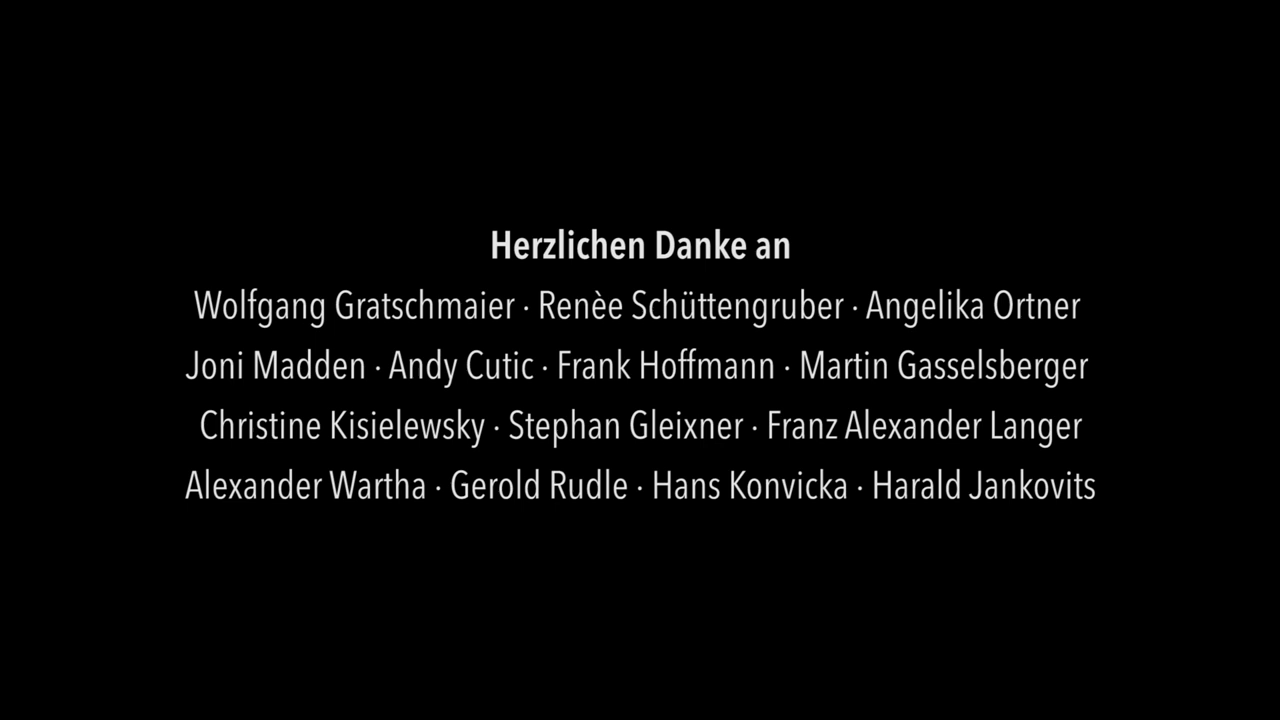 Herzlichen Danke an
Wolfgang Gratschmaier · Renèe Schüttengruber · Angelika Ortner
Joni Madden · Andy Cutic · Frank Hoffmann · Martin Gasselsberger
Christine Kisielewsky · Stephan Gleixner · Franz Alexander Langer
Alexander Wartha · Gerold Rudle · Hans Konvicka · Harald Jankovits